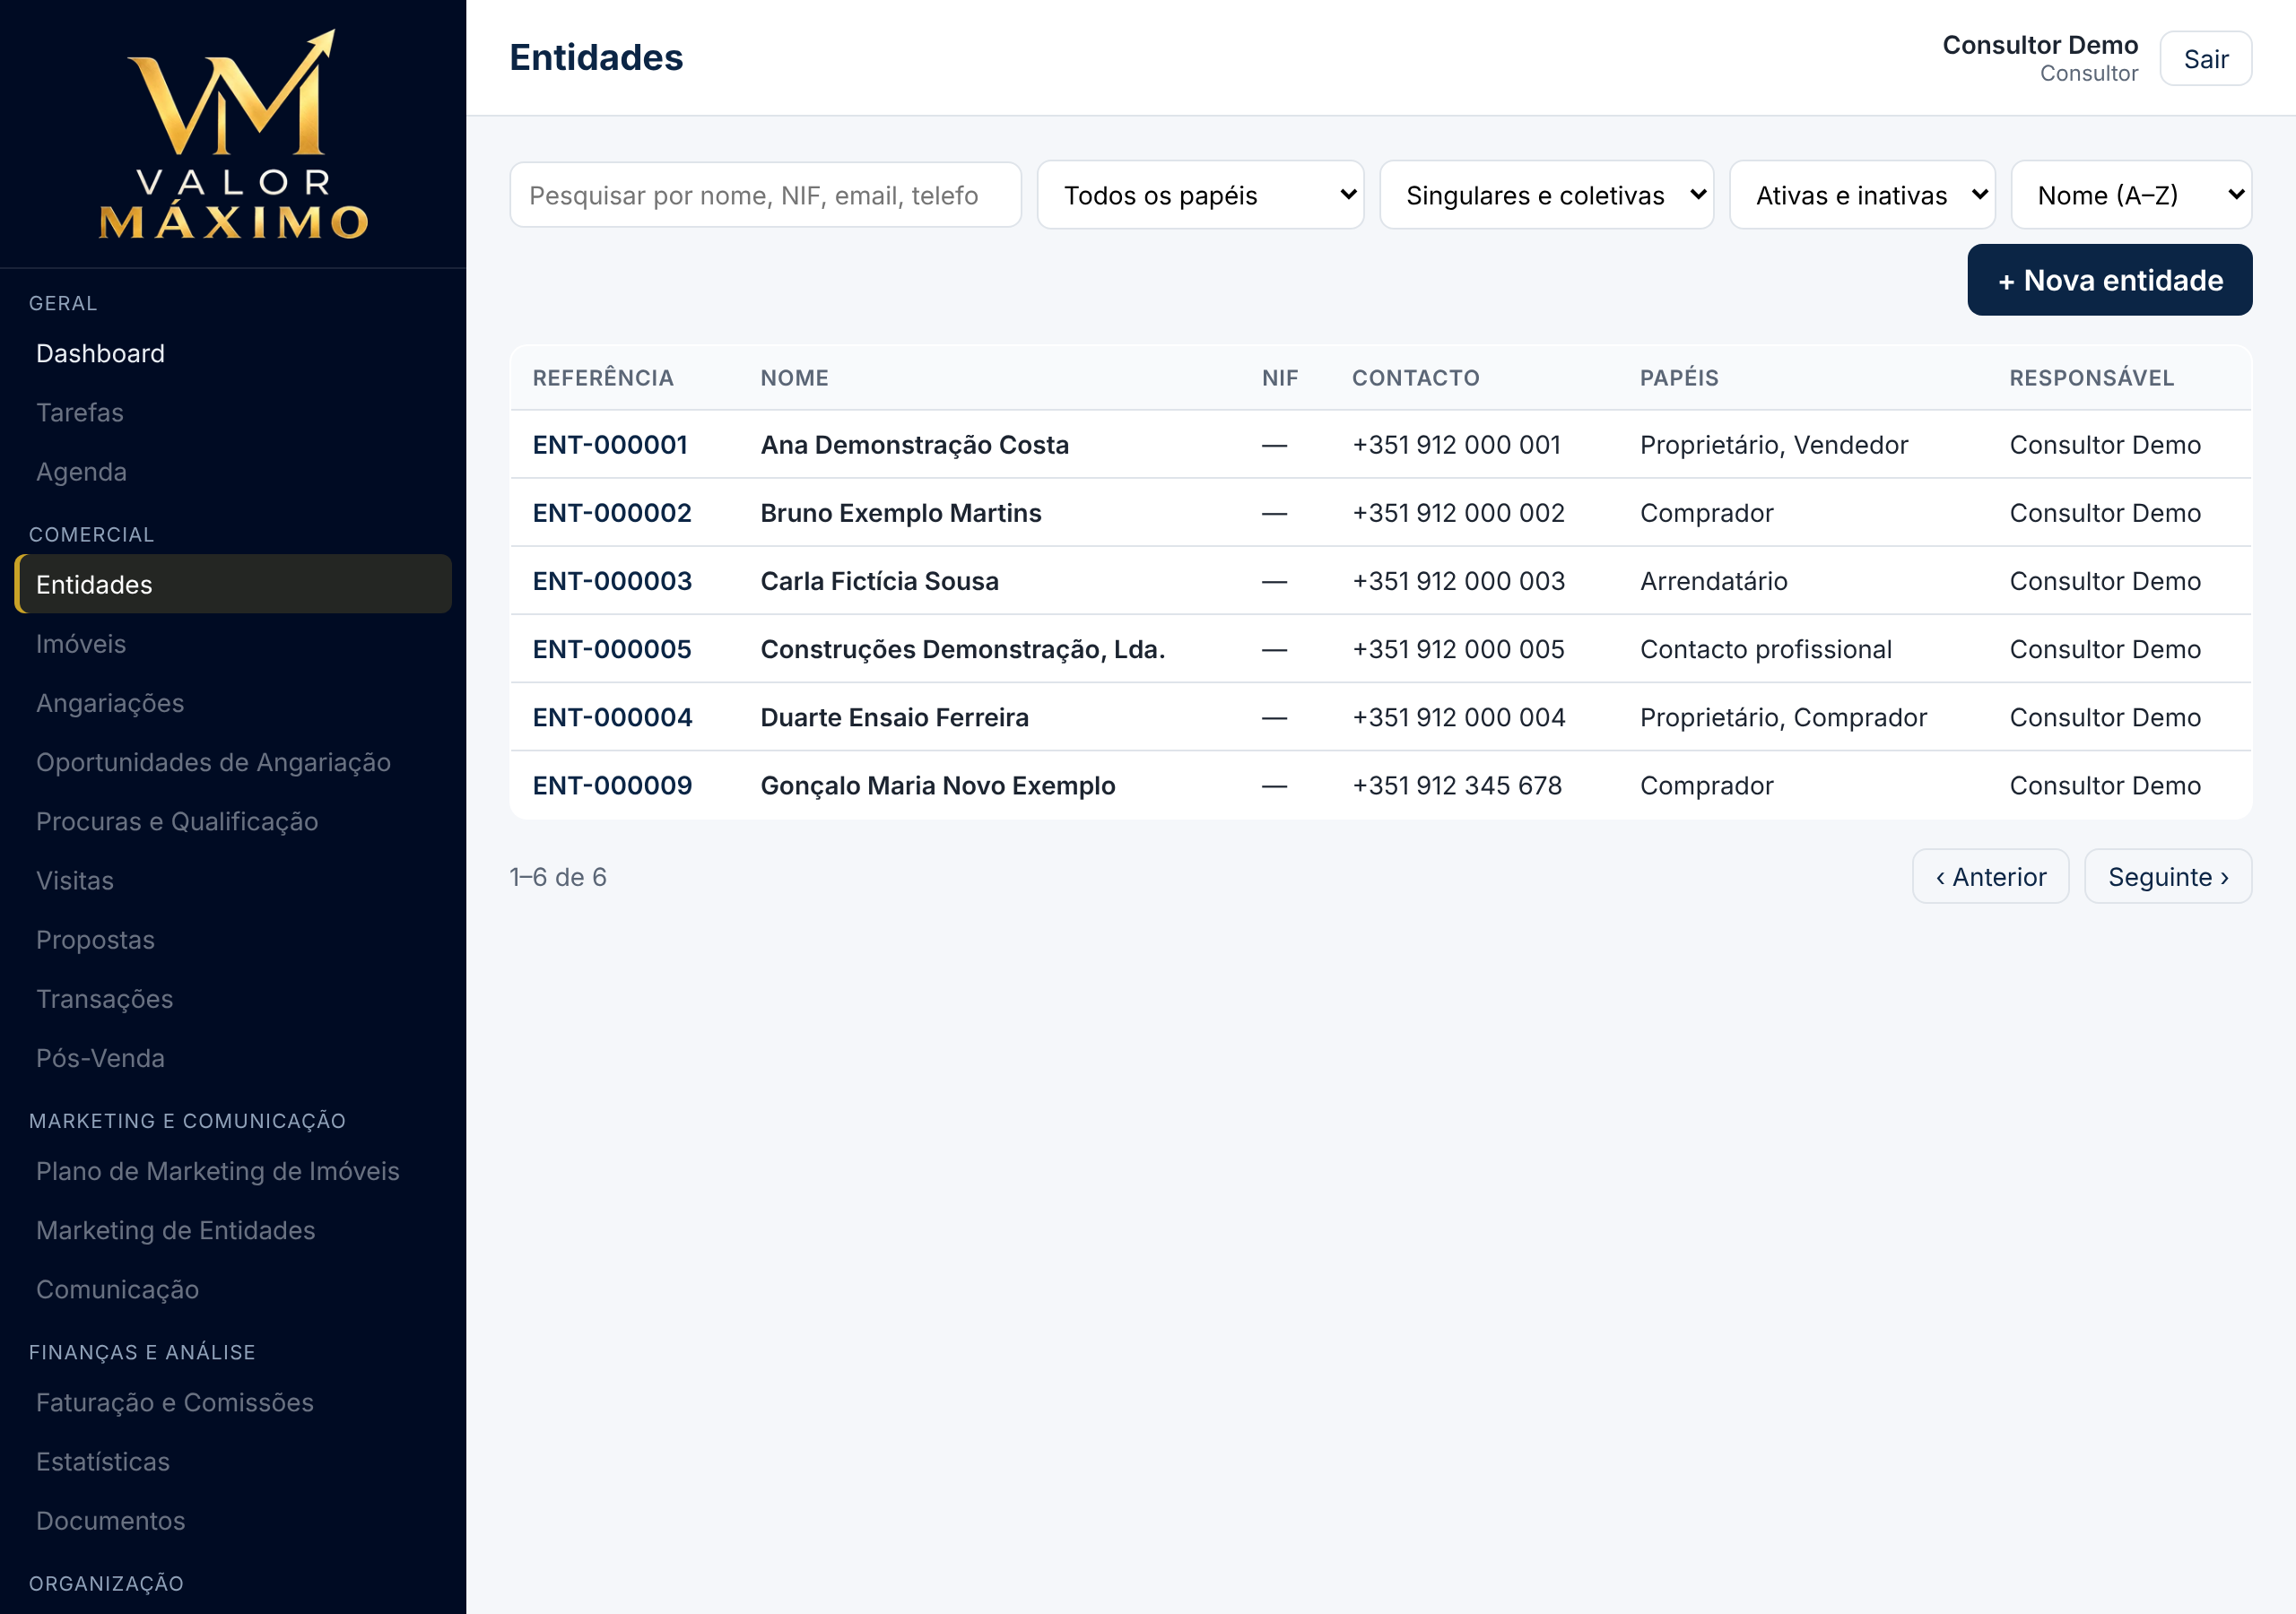 VM
VALOR
MÁXIMO
GERAL
Dashboard
Tarefas
Agenda
COMERCIAL
Entidades
Imóveis
Angariações
Oportunidades de Angariação
Procuras e Qualificação
Visitas
Propostas
Transações
Pós-Venda
MARKETING E COMUNICAÇÃO
Plano de Marketing de Imóveis
Marketing de Entidades
Comunicação
FINANÇAS E ANÁLISE
Faturação e Comissões
Estatísticas
Documentos
ORGANIZAÇÃO
Entidades
Consultor Demo
Consultor
Sair
Pesquisar por nome, NIF, email, telefo
Todos os papéis
Singulares e coletivas
Ativas e inativas
Nome (A–Z)
+ Nova entidade
REFERÊNCIA NOME NIF CONTACTO PAPÉIS RESPONSÁVEL
ENT-000001 Ana Demonstração Costa — +351 912 000 001 Proprietário, Vendedor Consultor Demo
ENT-000002 Bruno Exemplo Martins — +351 912 000 002 Comprador Consultor Demo
ENT-000003 Carla Fictícia Sousa — +351 912 000 003 Arrendatário Consultor Demo
ENT-000005 Construções Demonstração, Lda. — +351 912 000 005 Contacto profissional Consultor Demo
ENT-000004 Duarte Ensaio Ferreira — +351 912 000 004 Proprietário, Comprador Consultor Demo
ENT-000009 Gonçalo Maria Novo Exemplo — +351 912 345 678 Comprador Consultor Demo
1–6 de 6
‹ Anterior
Seguinte ›